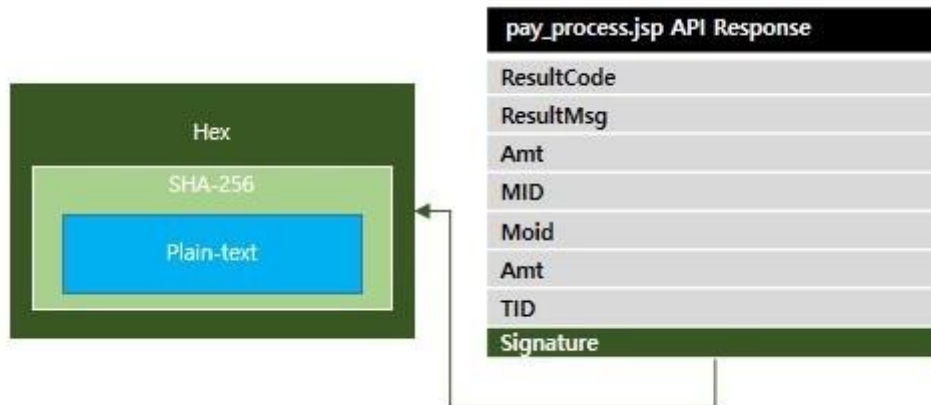 Hex
SHA-256
Plain-text
pay_process.jsp API Response
ResultCode
ResultMsg
Amt
MID
Moid
Amt
TID
Signature